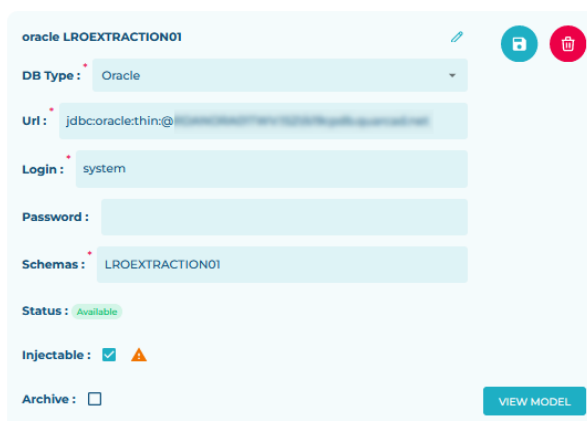 oracle LROEXTRACTION01
DB Type : * Oracle
Url : * jdbc:oracle:thin:@
Login : * system
Password :
Schemas : * LROEXTRACTION01
Status : Available
Injectable :
Archive :
VIEW MODEL